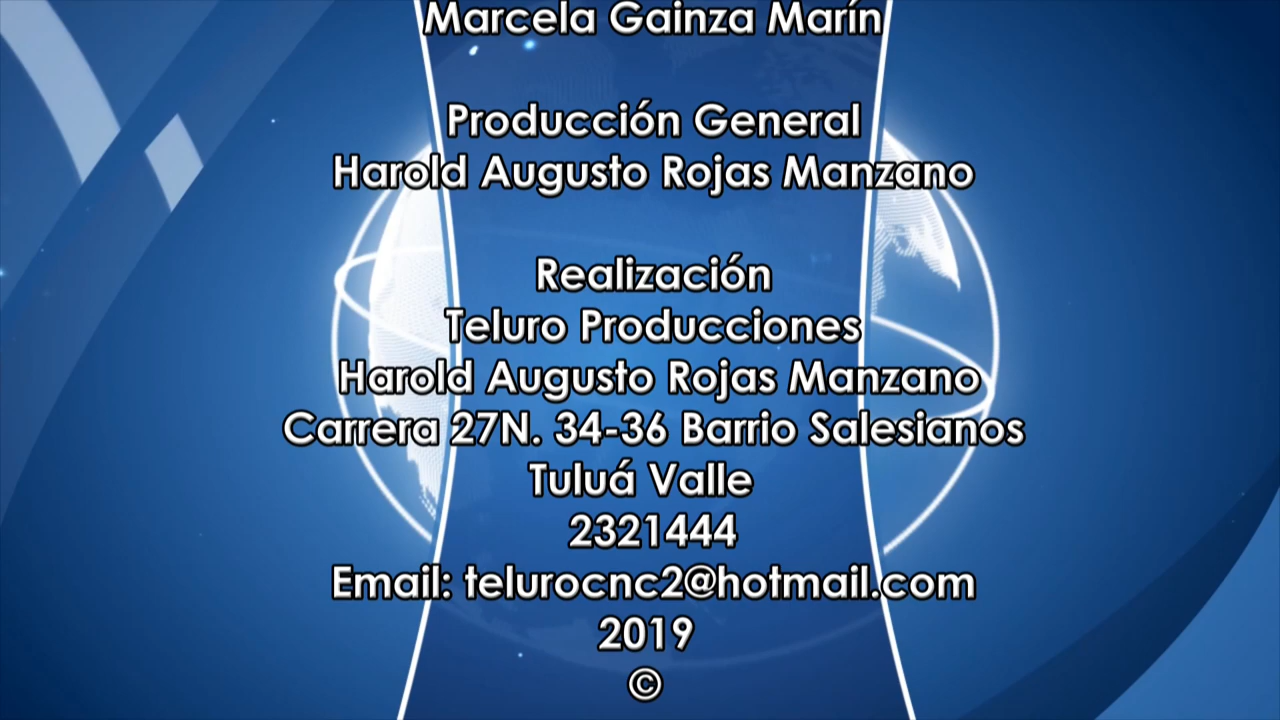 Marcela Gainza Marín
Producción General
Harold Augusto Rojas Manzano
Realización
Teluro Producciones
Harold Augusto Rojas Manzano
Carrera 27N. 34-36 Barrio Salesianos
Tuluá Valle
2321444
Email: telurocnc2@hotmail.com
2019
©